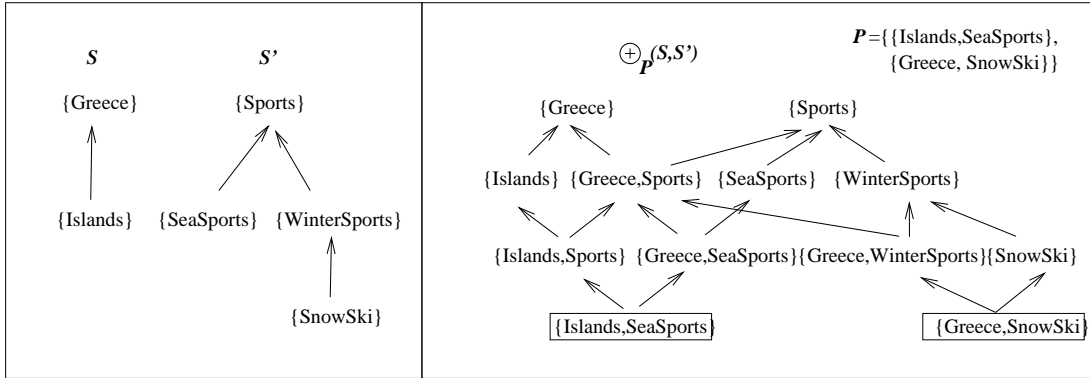 S S'
{Greece} {Sports}
{Islands} {SeaSports} {WinterSports}
{SnowSki}
⊕P(S,S') P={{Islands,SeaSports},
{Greece, SnowSki}}
{Greece} {Sports}
{Islands} {Greece,Sports} {SeaSports} {WinterSports}
{Islands,Sports} {Greece,SeaSports} {Greece,WinterSports} {SnowSki}
{Islands,SeaSports} {Greece,SnowSki}